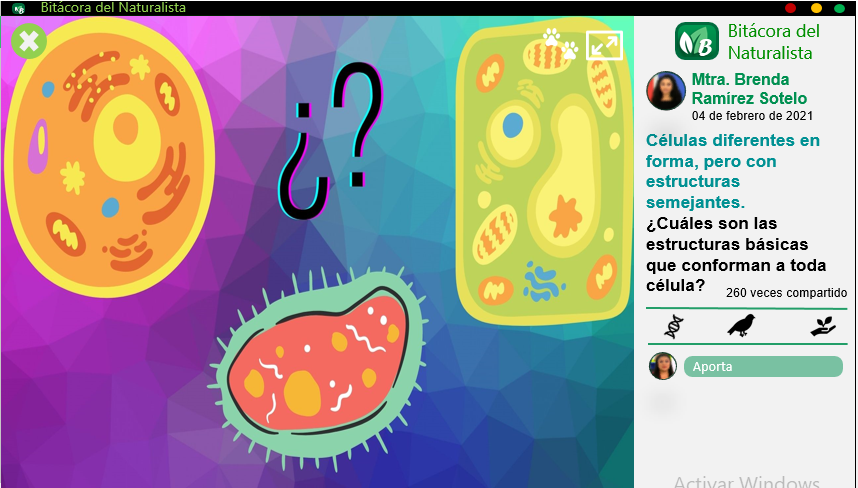 Bitácora del Naturalista
¿?
Bitácora del
Naturalista
Mtra. Brenda
Ramírez Sotelo
04 de febrero de 2021
Células diferentes en
forma, pero con
estructuras
semejantes.
¿Cuáles son las
estructuras básicas
que conforman a toda
célula?
260 veces compartido
Aporta
Activar Windows